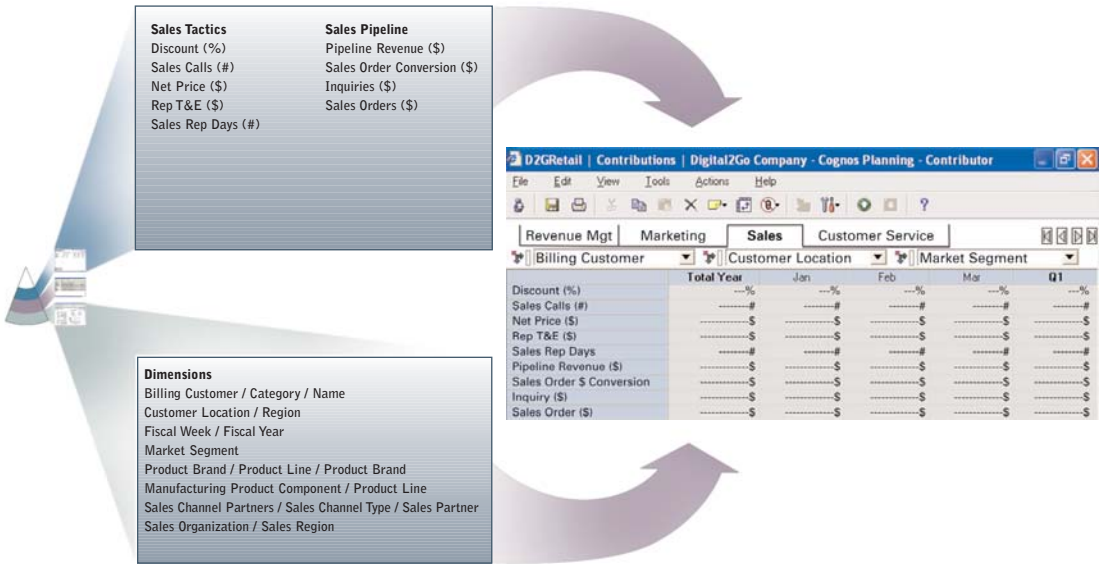 Sales Tactics
Discount (%)
Sales Calls (#)
Net Price ($)
Rep T&E ($)
Sales Rep Days (#)
Sales Pipeline
Pipeline Revenue ($)
Sales Order Conversion ($)
Inquiries ($)
Sales Orders ($)
D2GRetail | Contributions | Digital2Go Company - Cognos Planning - Contributor
File Edit View Tools Actions Help
Revenue Mgt Marketing Sales Customer Service
Billing Customer Customer Location Market Segment
Total Year Jan Feb Mar Q1
Discount (%) ---% ---% ---% ---% ---%
Sales Calls (#) --------# --------# --------# --------# --------#
Net Price ($) -----------$ -----------$ -----------$ -----------$ -----------$
Rep T&E ($) -----------$ -----------$ -----------$ -----------$ -----------$
Sales Rep Days --------# --------# --------# --------# --------#
Pipeline Revenue ($) -----------$ -----------$ -----------$ -----------$ -----------$
Sales Order $ Conversion -----------$ -----------$ -----------$ -----------$ -----------$
Inquiry ($) -----------$ -----------$ -----------$ -----------$ -----------$
Sales Order ($) -----------$ -----------$ -----------$ -----------$ -----------$
Dimensions
Billing Customer / Category / Name
Customer Location / Region
Fiscal Week / Fiscal Year
Market Segment
Product Brand / Product Line / Product Brand
Manufacturing Product Component / Product Line
Sales Channel Partners / Sales Channel Type / Sales Partner
Sales Organization / Sales Region